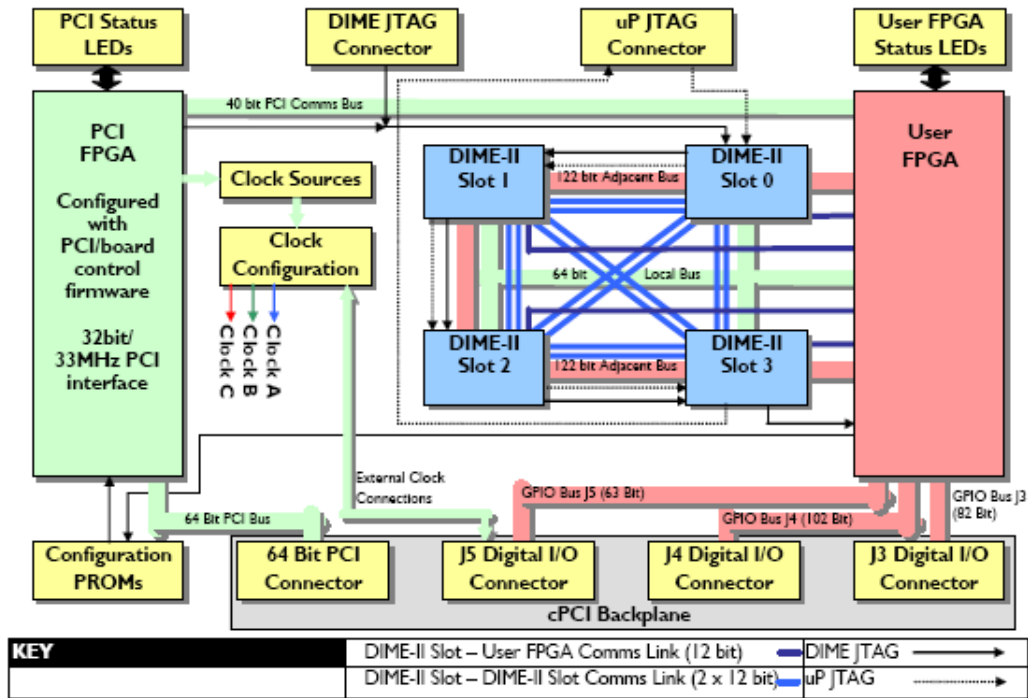 PCI Status
LEDs
DIME JTAG
Connector
uP JTAG
Connector
User FPGA
Status LEDs
40 bit PCI Comms Bus
PCI
FPGA
Configured
with
PCI/board
control
firmware
32bit/
33MHz PCI
interface
Clock Sources
Clock
Configuration
Clock C
Clock B
Clock A
DIME-II
Slot 1
DIME-II
Slot 0
122 bit Adjacent Bus
64 bit
Local Bus
DIME-II
Slot 2
DIME-II
Slot 3
122 bit Adjacent Bus
User
FPGA
External Clock
Connections
GPIO Bus J5 (63 Bit)
GPIO Bus J4 (102 Bit)
GPIO Bus J3
(82 Bit)
64 Bit PCI Bus
Configuration
PROMs
64 Bit PCI
Connector
J5 Digital I/O
Connector
J4 Digital I/O
Connector
J3 Digital I/O
Connector
cPCI Backplane
KEY
DIME-II Slot – User FPGA Comms Link (12 bit)
DIME JTAG
DIME-II Slot – DIME-II Slot Comms Link (2 x 12 bit)
uP JTAG